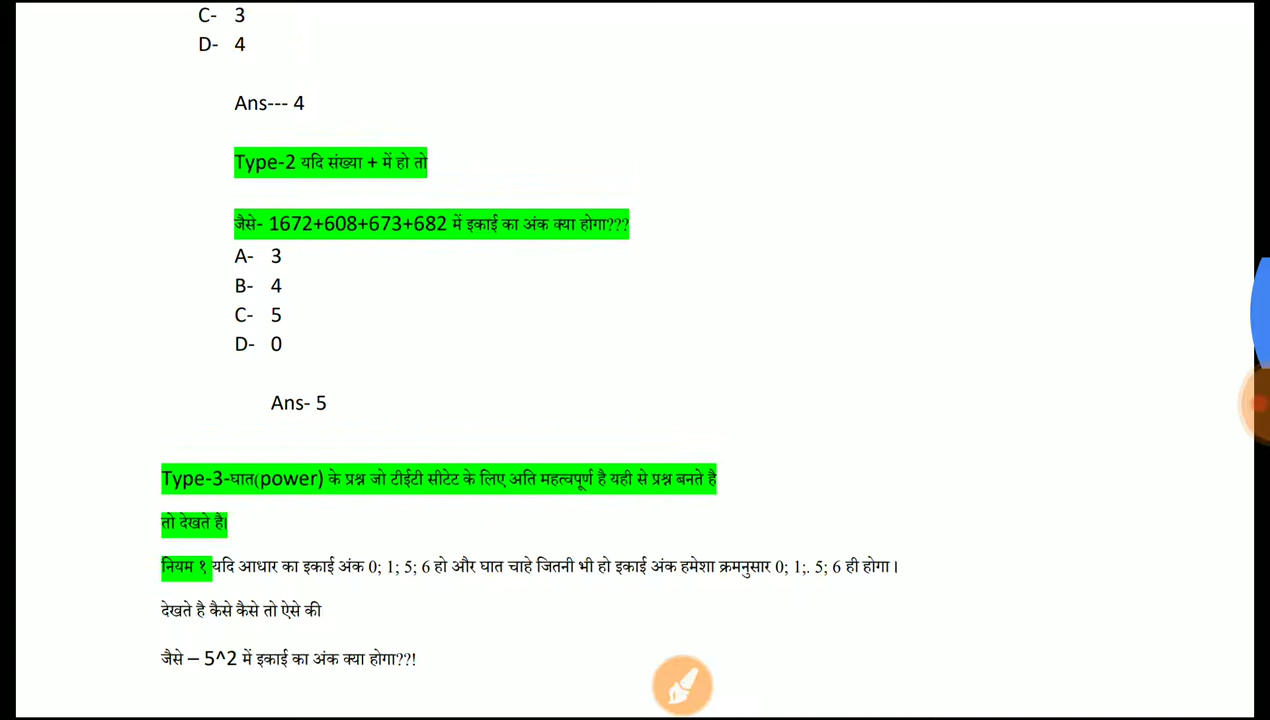 C- 3
D- 4
Ans--- 4
Type-2 यदि संख्या + में हो तो
जैसे- 1672+608+673+682 में इकाई का अंक क्या होगा???
A- 3
B- 4
C- 5
D- 0
Ans- 5
Type-3-घात(power) के प्रश्न जो टीईटी सीटेट के लिए अति महत्वपूर्ण है यही से प्रश्न बनते है
तो देखते है।
नियम १ यदि आधार का इकाई अंक 0; 1; 5; 6 हो और घात चाहे जितनी भी हो इकाई अंक हमेशा क्रमनुसार 0; 1;. 5; 6 ही होगा।
देखते है कैसे कैसे तो ऐसे की
जैसे – 5^2 में इकाई का अंक क्या होगा??!